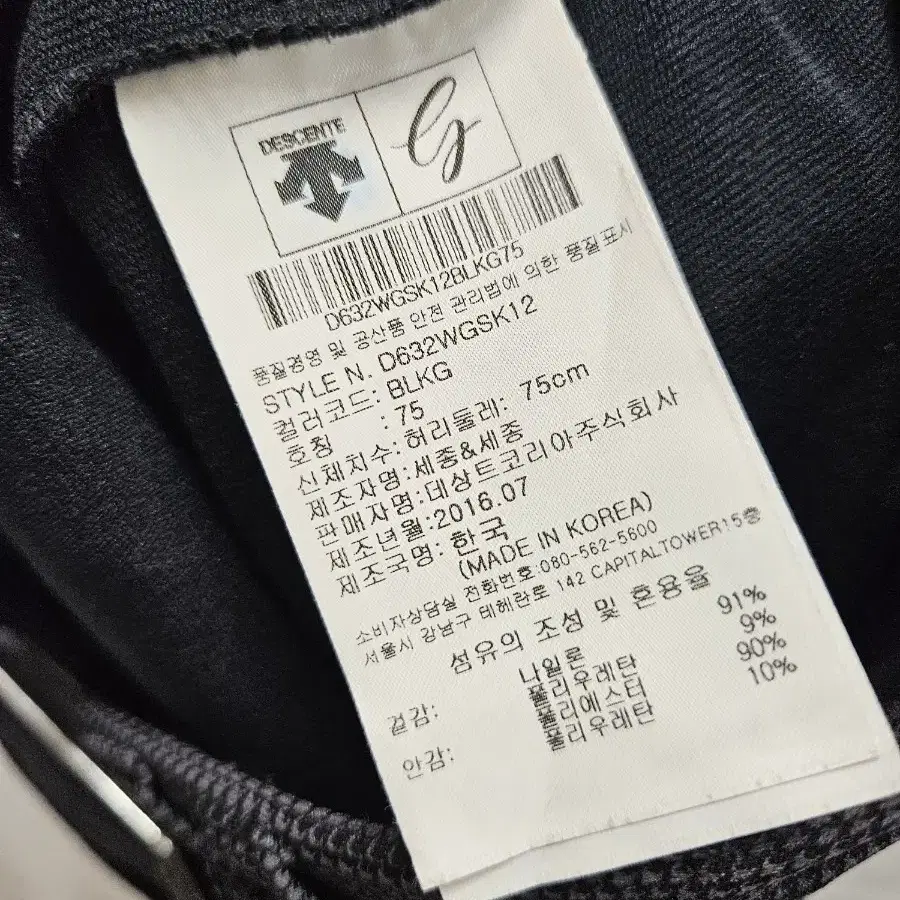 DESCENTE
G
D632WGSK12BLKG75
품질경영 및 공산품 안전 관리법에 의한 품질표시
STYLE N. D632WGSK12
컬러코드: BLKG
호칭 : 75
신체치수: 허리둘레: 75cm
제조자명: 세종&세종
판매자명: 데상트코리아주식회사
제조년월: 2016.07
제조국명: 한국
(MADE IN KOREA)
소비자상담실 전화번호: 080-562-5600
서울시 강남구 테헤란로 142 CAPITALTOWER15층
섬유의 조성 및 혼용율
겉감: 나일론 91%
폴리우레탄 9%
안감: 폴리에스터 90%
폴리우레탄 10%